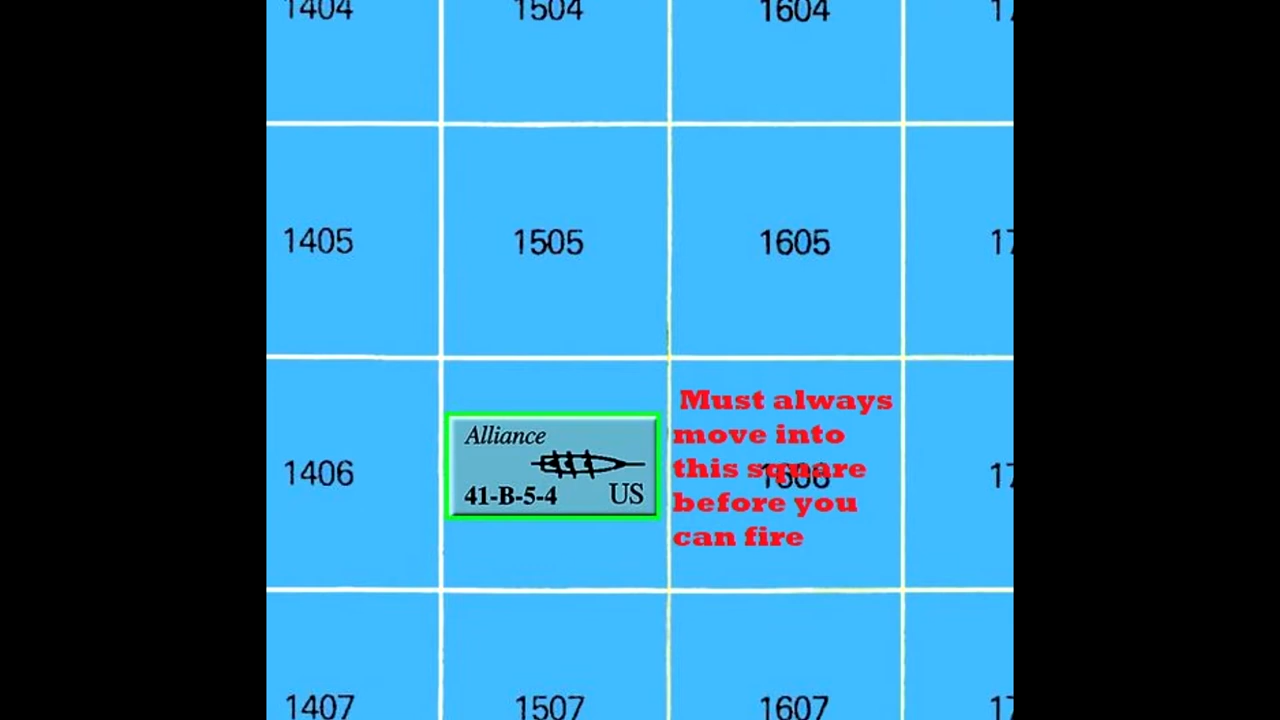 1404 1504 1604
1405 1505 1605
Must always
move into
this square
before you
can fire
1406 1606
Alliance
41-B-5-4 US
1407 1507 1607